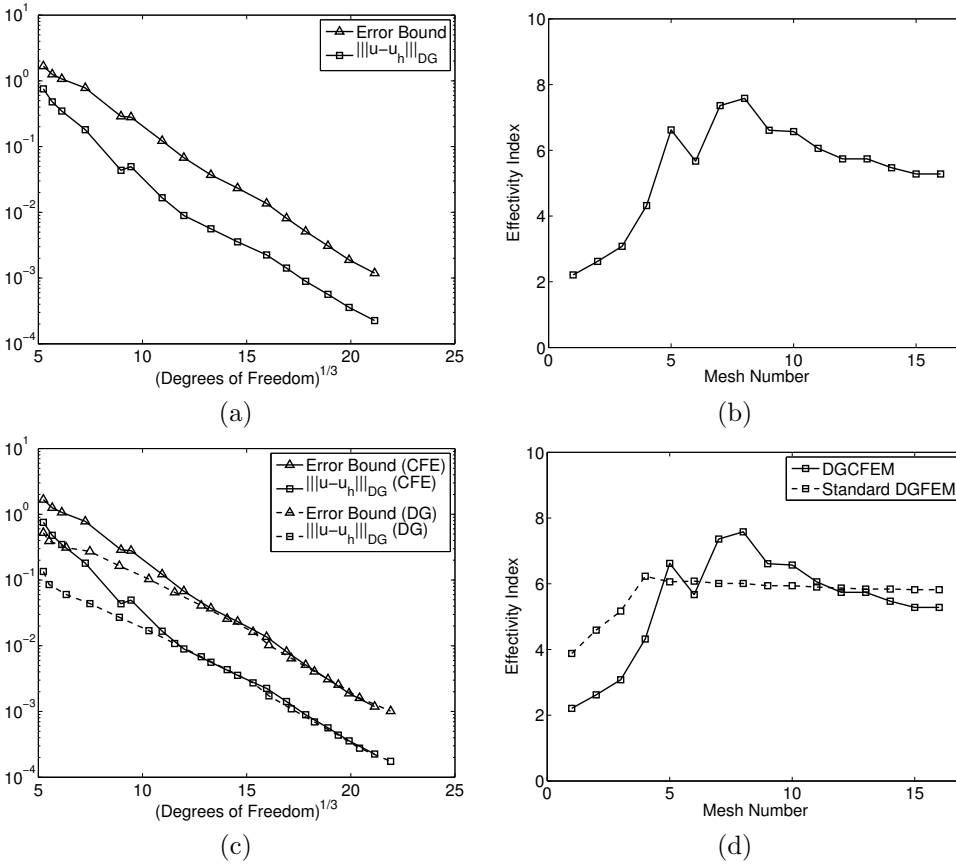 10^1
10^0
10^-1
10^-2
10^-3
10^-4
Error Bound
|||u−u_h|||_DG
5 10 15 20 25
(Degrees of Freedom)^1/3
(a)
10
8
6
4
2
0
Effectivity Index
0 5 10 15
Mesh Number
(b)
10^1
10^0
10^-1
10^-2
10^-3
10^-4
Error Bound (CFE)
|||u−u_h|||_DG (CFE)
Error Bound (DG)
|||u−u_h|||_DG (DG)
5 10 15 20 25
(Degrees of Freedom)^1/3
(c)
10
8
6
4
2
0
Effectivity Index
DGCFEM
Standard DGFEM
0 5 10 15
Mesh Number
(d)